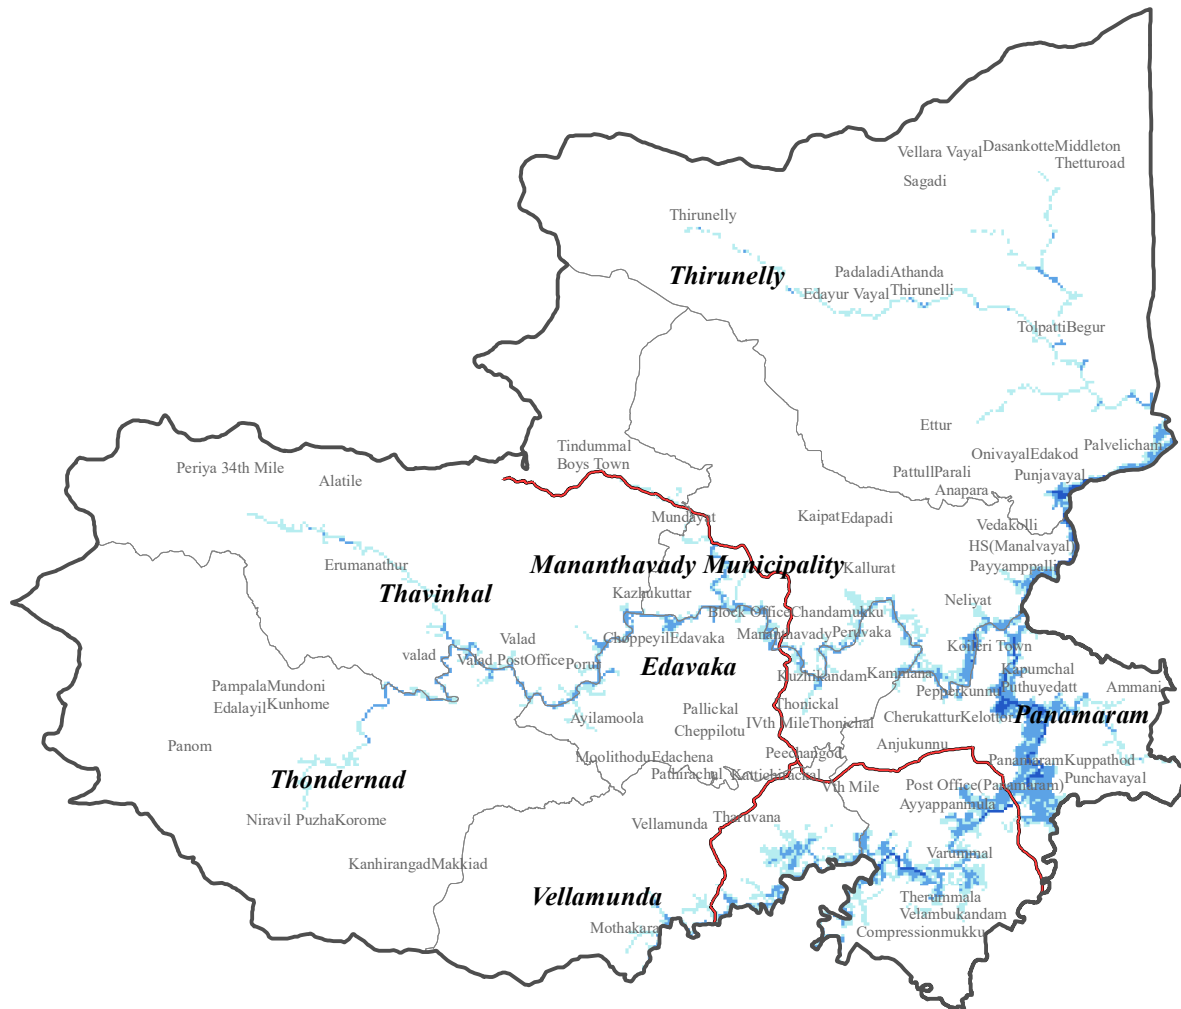 Vellara Vayal
Dasankotte
Middleton
Thetturoad
Sagadi
Thirunelly
Thirunelly
Padaladi
Athanda
Edayur Vayal
Thirunelli
Tolpatti
Begur
Ettur
Palvelicham
Onivayal
Edakod
Pattull
Parali
Punjavayal
Anapara
Tindummal
Boys Town
Periya 34th Mile
Alatile
Mundayat
Kaipat
Edapadi
Vedakolli
HS(Manalvayal)
Payyamppalli
Mananthavady Municipality
Kallurat
Erumanathur
Thavinhal
Kazhukuttar
Neliyat
Block Office
Chandamukku
Choppeyil
Edavaka
Mananthavady
Peruvaka
Valad
valad
Valad PostOffice
Porur
Edavaka
Koileri Town
Kuzhikandam
Kammana
Kapumchal
Pampala
Mundoni
Pepperkunnu
Puthuyedatt
Ammani
Edalayil
Kunhome
Pallickal
Thonickal
Ayilamoola
Cheppilotu
IVth Mile
Thonichal
Cherukattur
Kelottor
Panamaram
Panom
Anjukunnu
Moolithodu
Edachena
Peechangod
Panamaram
Kuppathod
Thondernad
Pathirachul
Punchavayal
Vth Mile
Post Office(Panamaram)
Ayyappanmula
Niravil Puzha
Korome
Vellamunda
Tharuvana
Kanhirangad
Makkiad
Varummal
Vellamunda
Therummala
Velambukandam
Mothakara
Compressionmukku